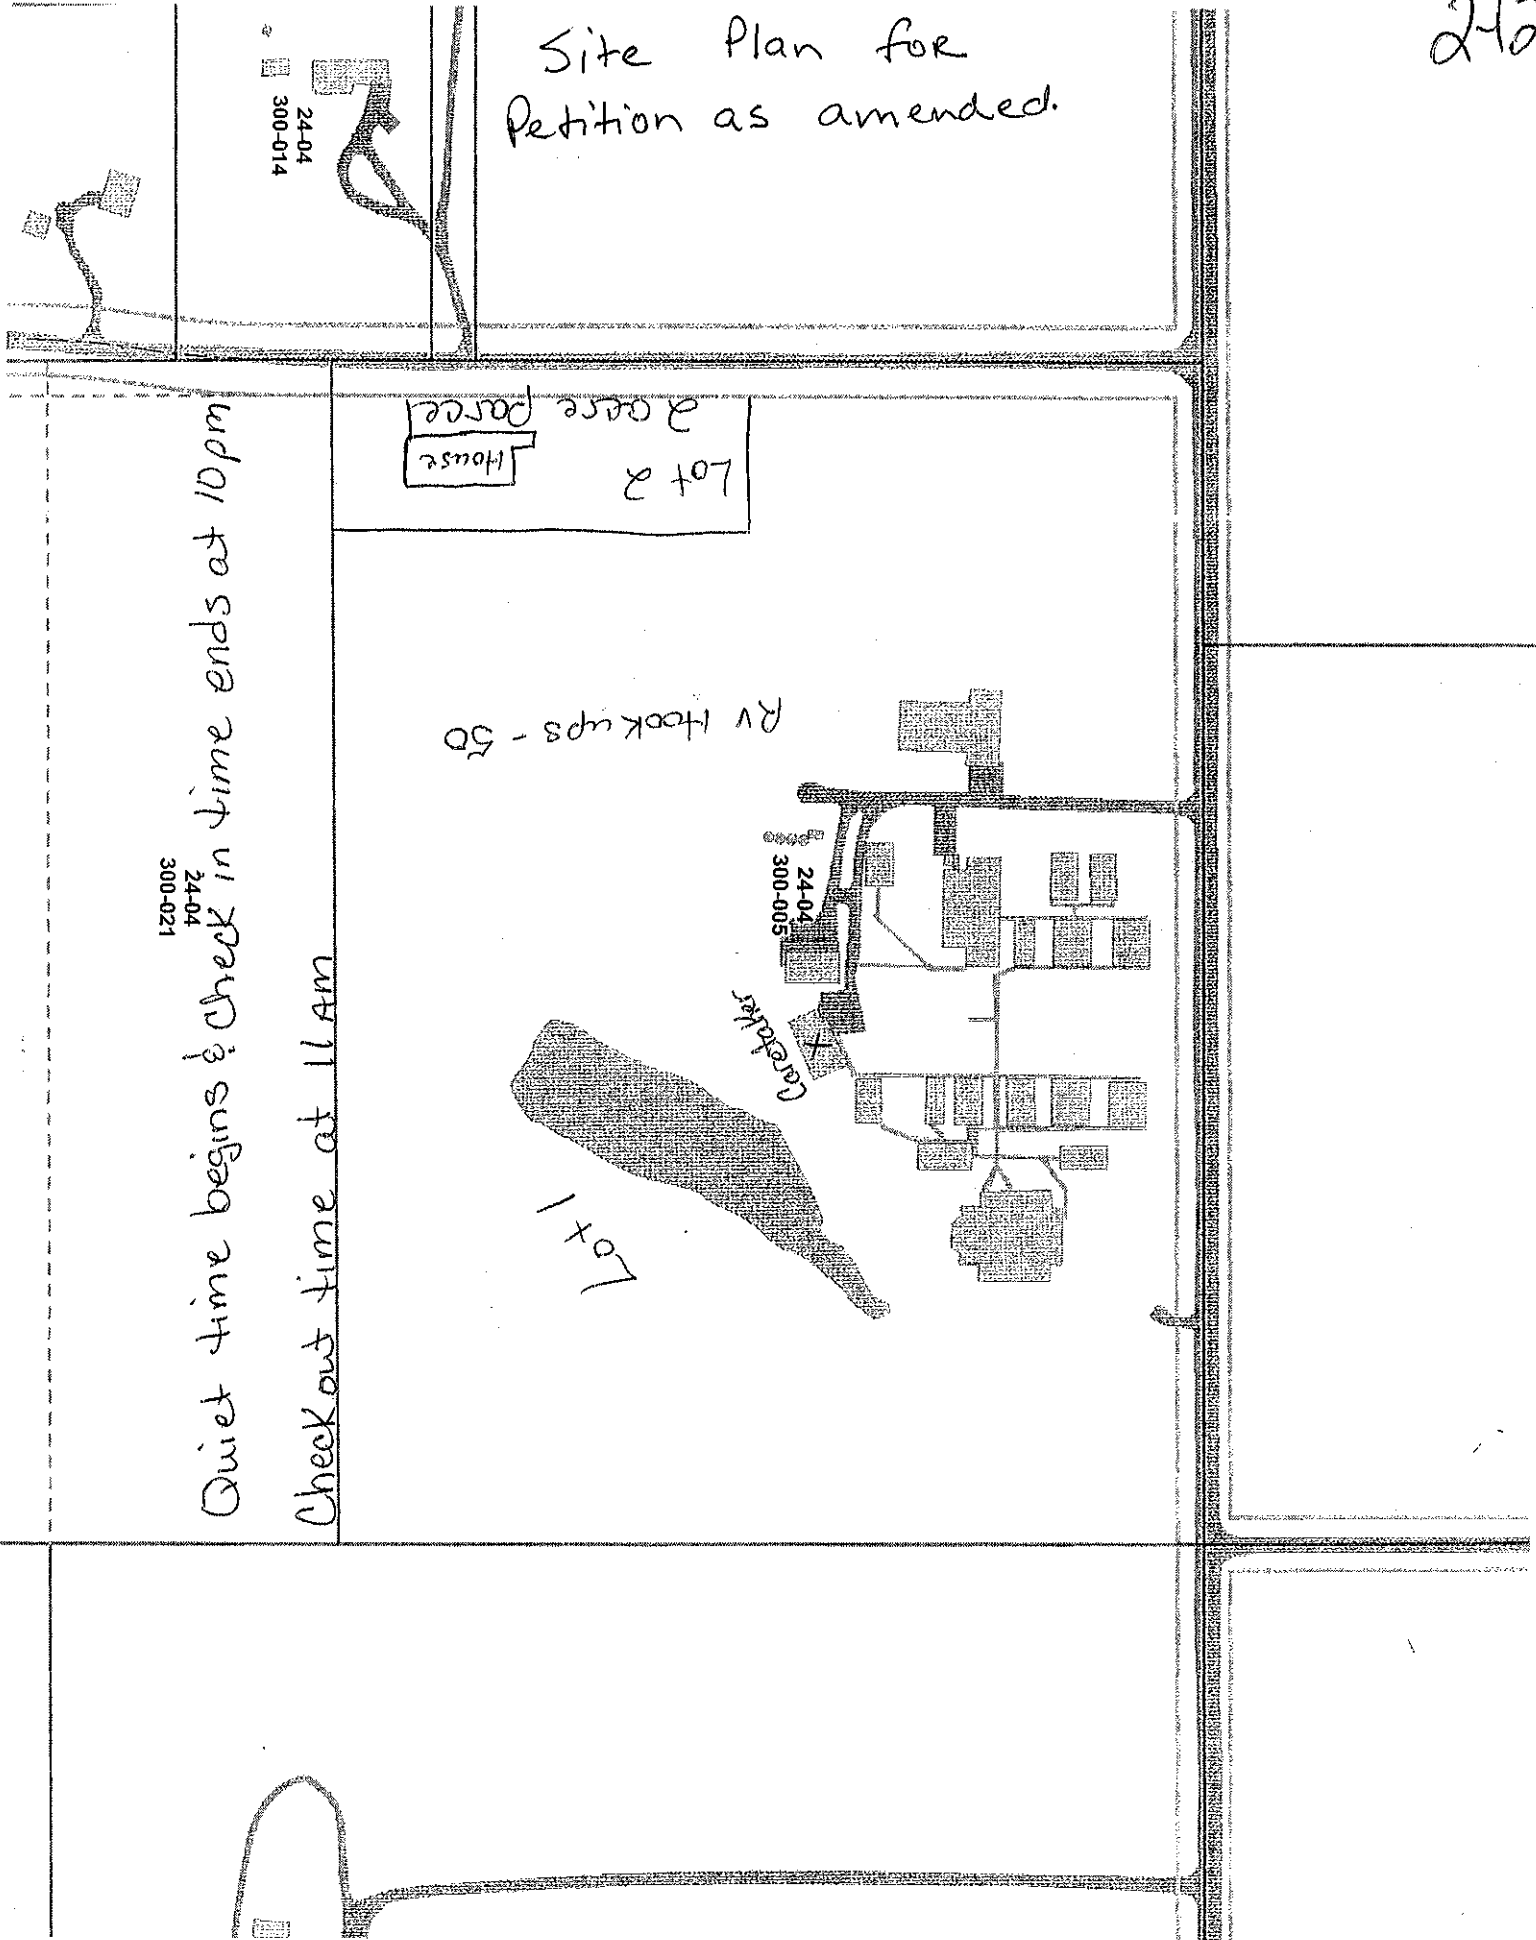 Site Plan for
Petition as amended.
24-04
300-014
2 acre parcel
Lot 2
House
RV Hookups - 50
24-04
300-005
Caretaker
Lot 1
Quiet time begins & Check in time ends at 10pm
Checkout time at 11 AM
24-04
300-021